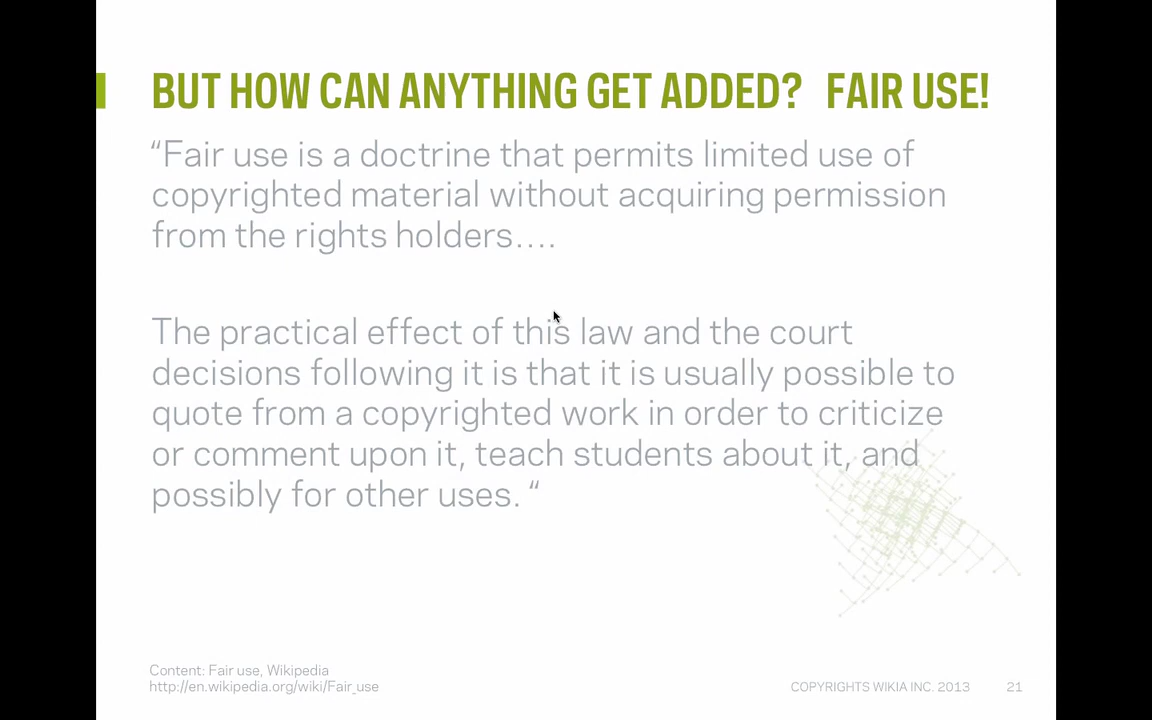 BUT HOW CAN ANYTHING GET ADDED? FAIR USE!
“Fair use is a doctrine that permits limited use of
copyrighted material without acquiring permission
from the rights holders....
The practical effect of this law and the court
decisions following it is that it is usually possible to
quote from a copyrighted work in order to criticize
or comment upon it, teach students about it, and
possibly for other uses. “
Content: Fair use, Wikipedia
http://en.wikipedia.org/wiki/Fair_use
COPYRIGHTS WIKIA INC. 2013 21